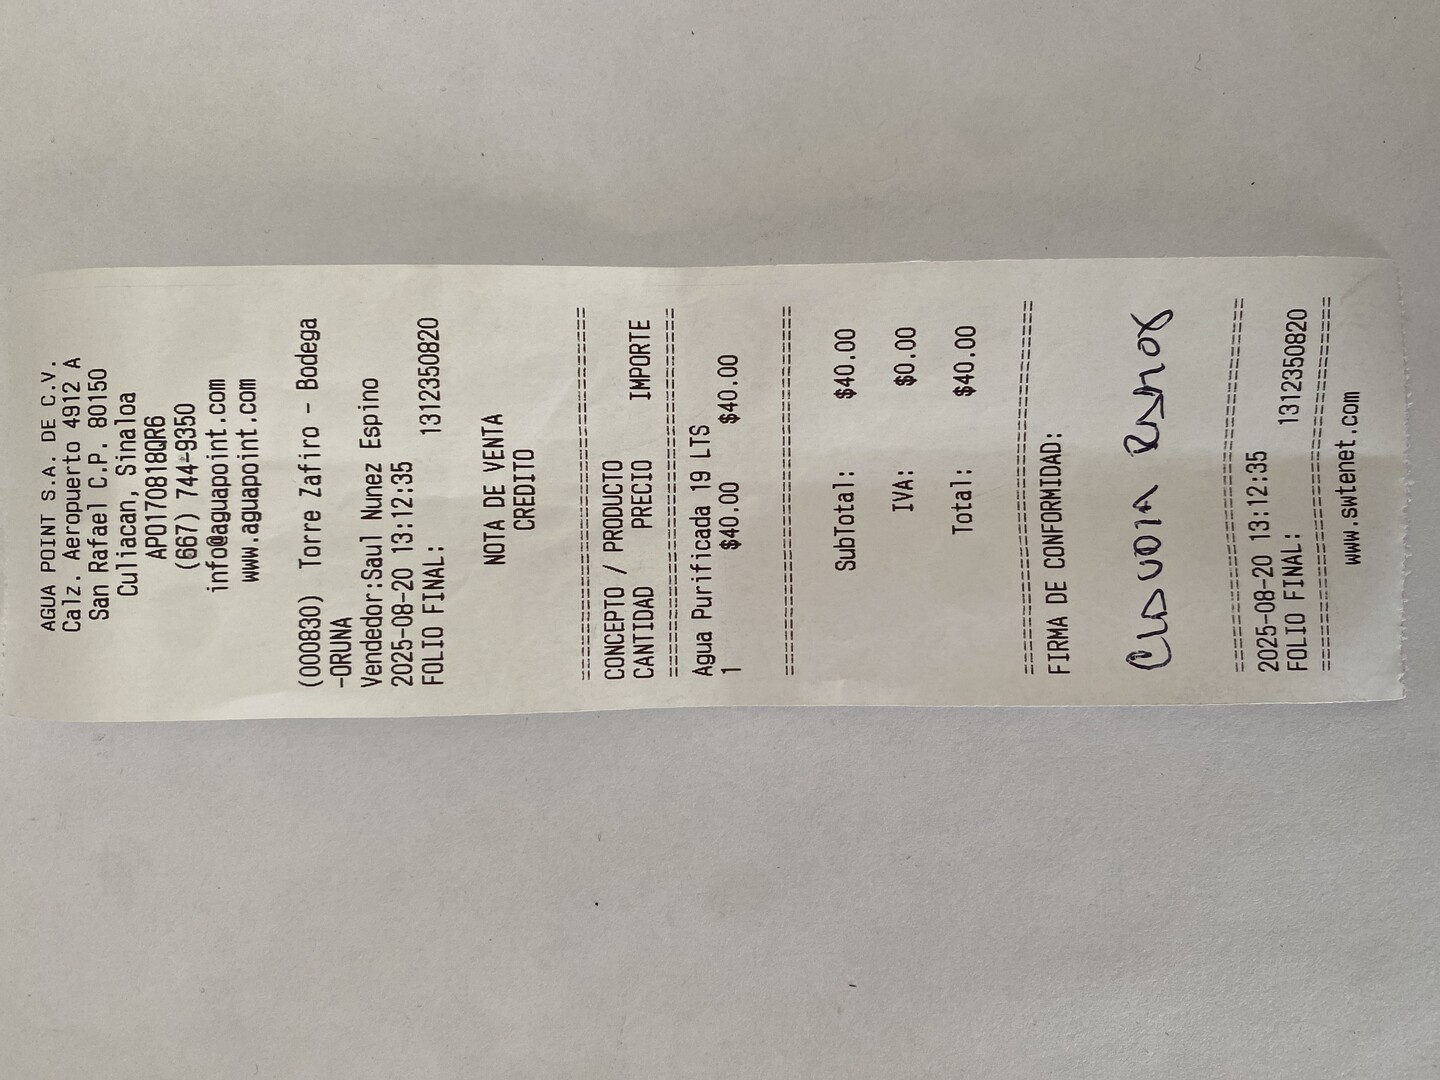 AGUA POINT S.A. DE C.V.
Calz. Aeropuerto 4912 A
San Rafael C.P. 80150
Culiacan, Sinaloa
APO170818QR6
(667) 744-9350
info@aguapoint.com
www.aguapoint.com
(000830) Torre Zafiro - Bodega
-ORUNA
Vendedor:Saul Nunez Espino
2025-08-20 13:12:35
FOLIO FINAL: 1312350820
NOTA DE VENTA
CREDITO
CONCEPTO / PRODUCTO
CANTIDAD PRECIO IMPORTE
Agua Purificada 19 LTS
1 $40.00 $40.00
SubTotal: $40.00
IVA: $0.00
Total: $40.00
FIRMA DE CONFORMIDAD:
2025-08-20 13:12:35
FOLIO FINAL: 1312350820
www.swtenet.com